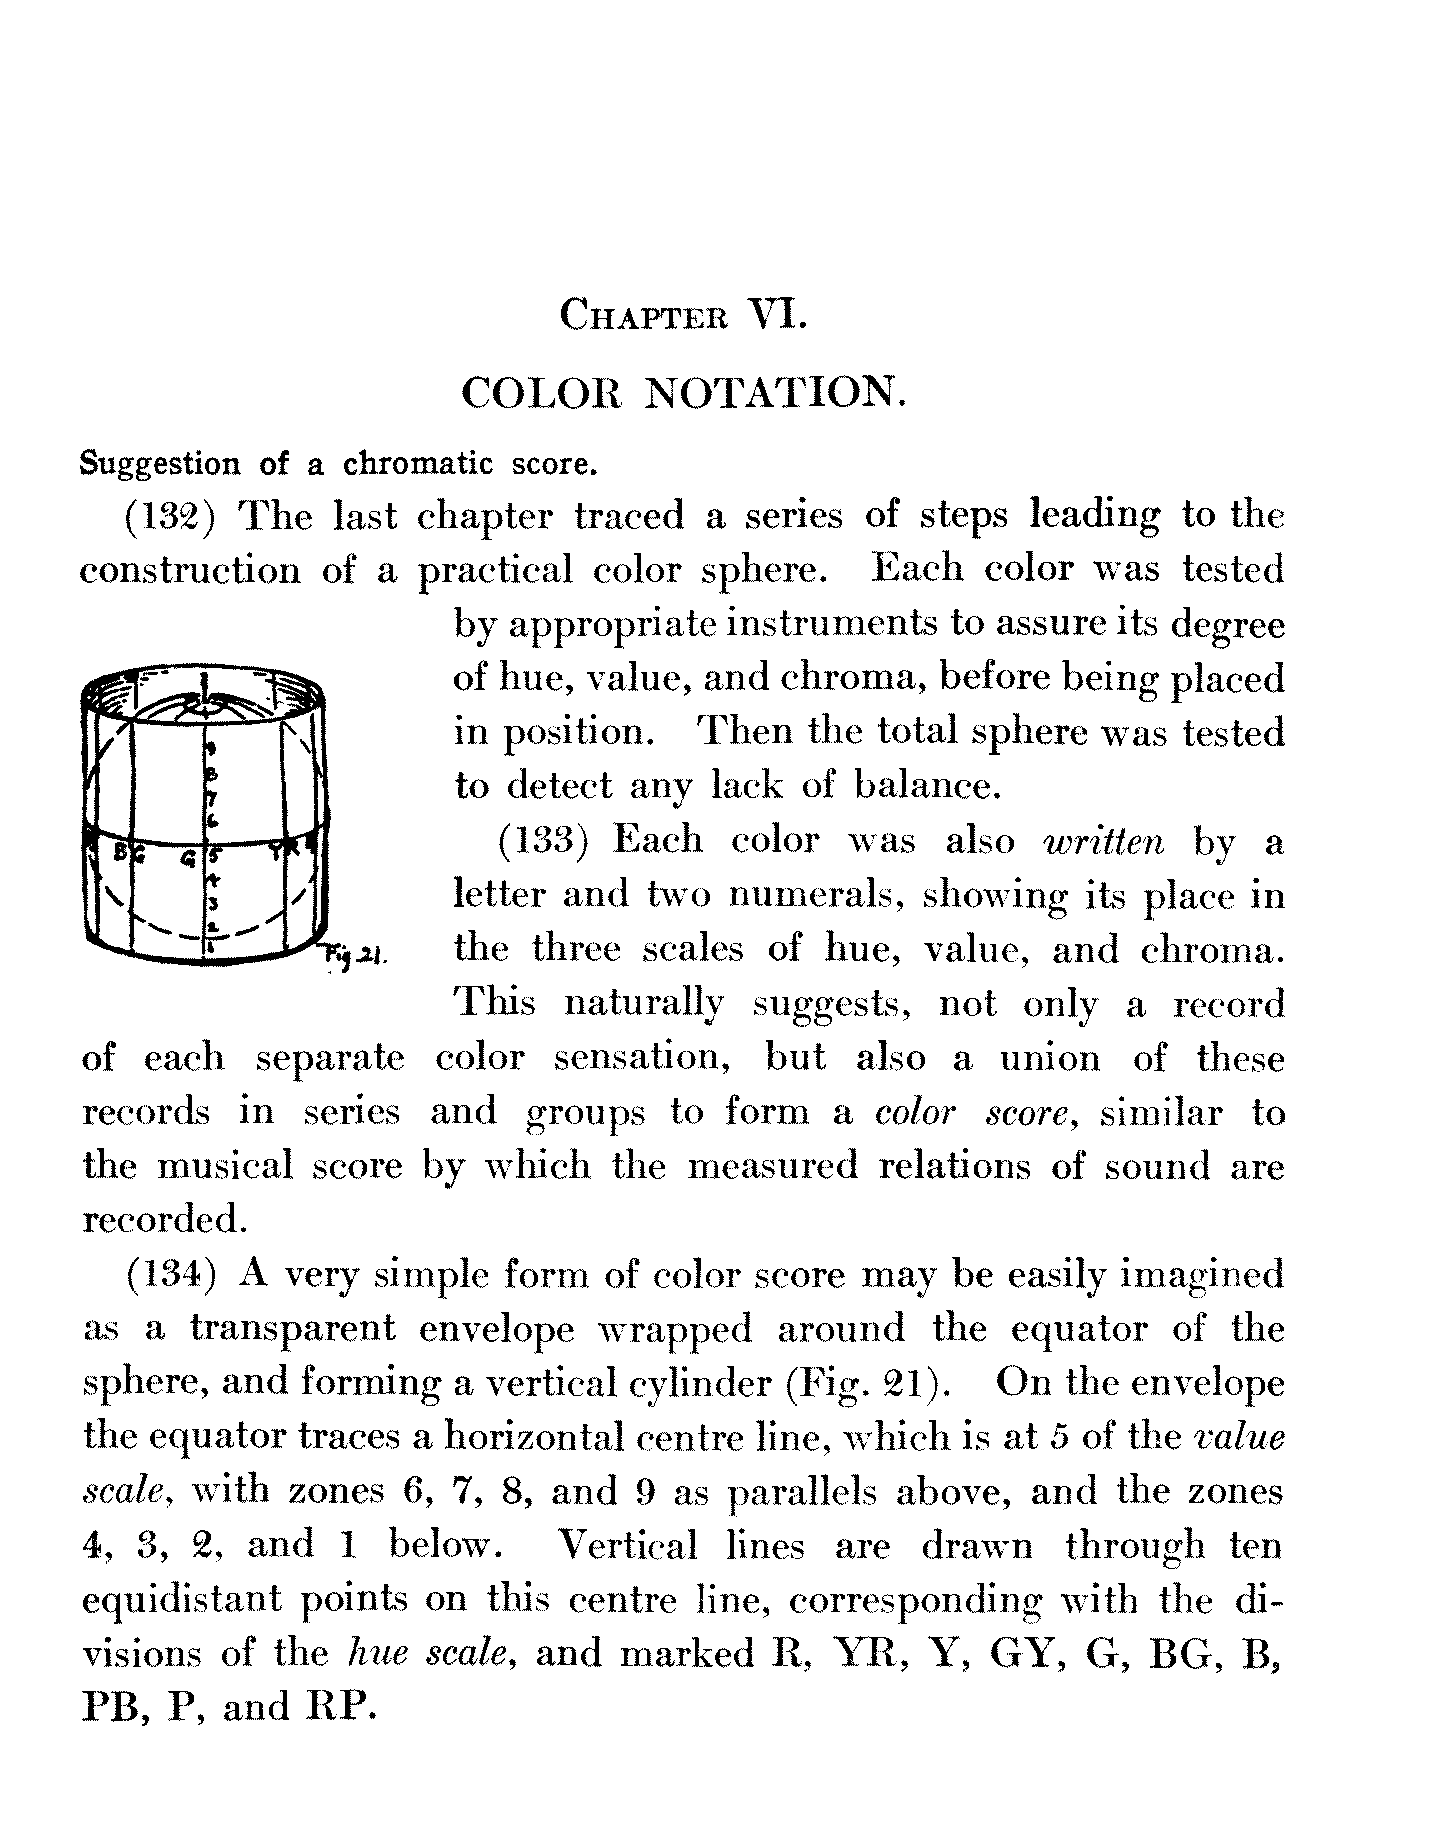 CHAPTER VI.
COLOR NOTATION.
Suggestion of a chromatic score.
(132) The last chapter traced a series of steps leading to the
construction of a practical color sphere. Each color was tested
by appropriate instruments to assure its degree
of hue, value, and chroma, before being placed
in position. Then the total sphere was tested
to detect any lack of balance.
(133) Each color was also written by a
letter and two numerals, showing its place in
the three scales of hue, value, and chroma.
This naturally suggests, not only a record
9
8
7
6
BG G 5 YR
4
3
2
1
Fig 21.
of each separate color sensation, but also a union of these
records in series and groups to form a color score, similar to
the musical score by which the measured relations of sound are
recorded.
(134) A very simple form of color score may be easily imagined
as a transparent envelope wrapped around the equator of the
sphere, and forming a vertical cylinder (Fig. 21). On the envelope
the equator traces a horizontal centre line, which is at 5 of the value
scale, with zones 6, 7, 8, and 9 as parallels above, and the zones
4, 3, 2, and 1 below. Vertical lines are drawn through ten
equidistant points on this centre line, corresponding with the di-
visions of the hue scale, and marked R, YR, Y, GY, G, BG, B,
PB, P, and RP.